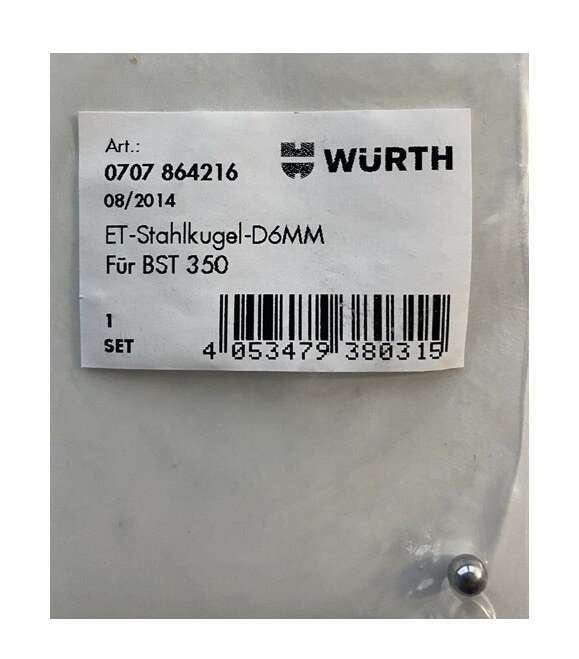 Art.:
0707 864216
WÜRTH
08/2014
ET-Stahlkugel-D6MM
Für BST 350
1
SET
4 053479 380315